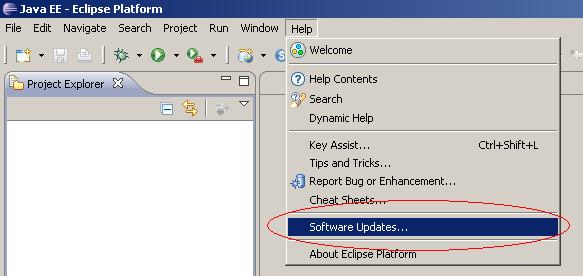 Java EE - Eclipse Platform
File Edit Navigate Search Project Run Window Help
Welcome
Project Explorer
Help Contents
Search
Dynamic Help
Key Assist... Ctrl+Shift+L
Tips and Tricks...
Report Bug or Enhancement...
Cheat Sheets...
Software Updates...
About Eclipse Platform